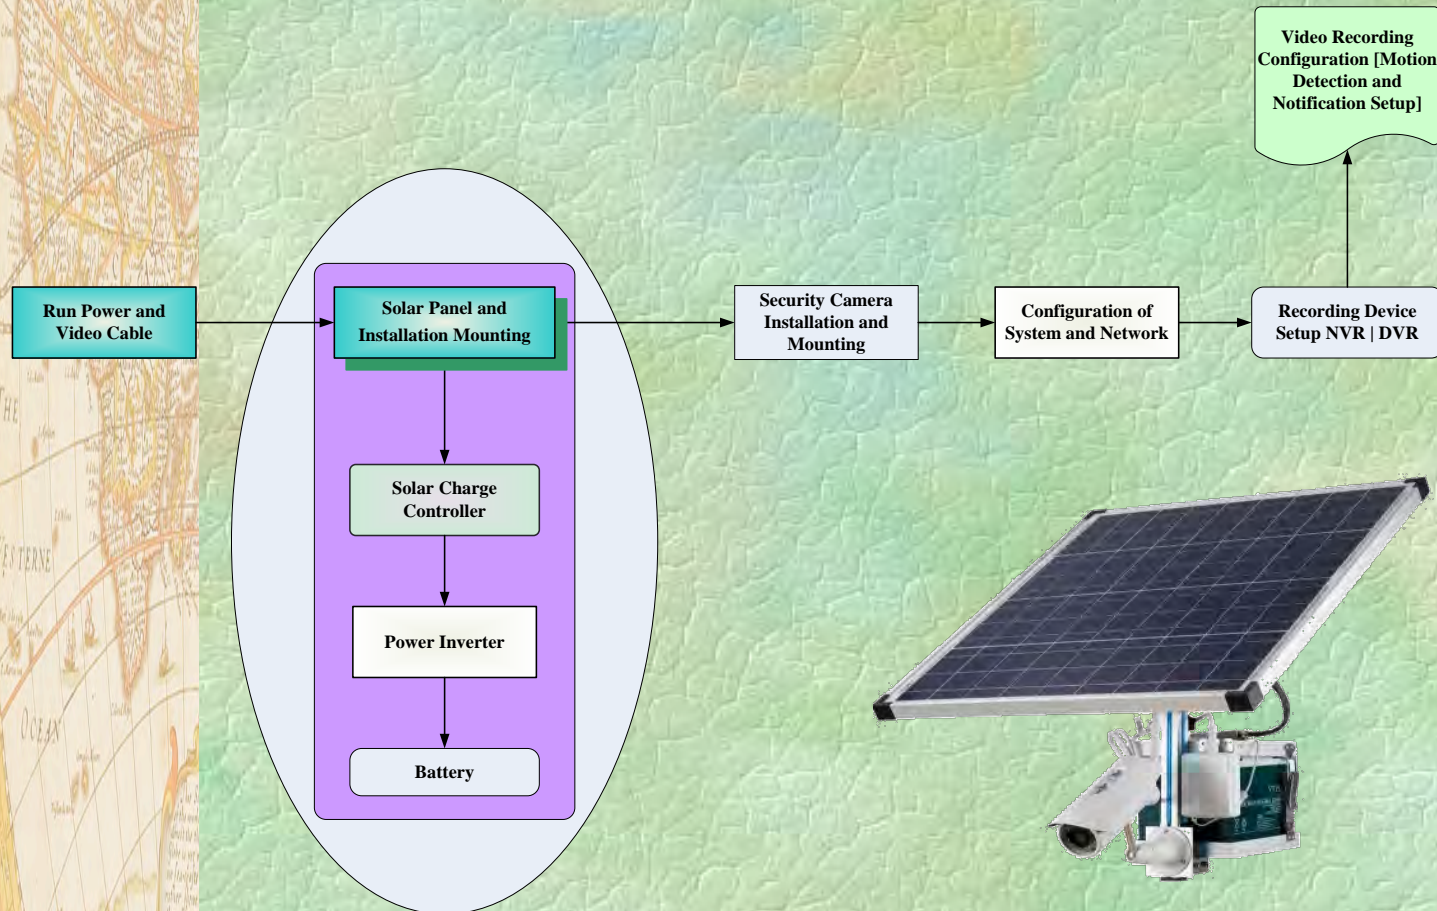 Video Recording
Configuration [Motion
Detection and
Notification Setup]
Run Power and
Video Cable
Solar Panel and
Installation Mounting
Security Camera
Installation and
Mounting
Configuration of
System and Network
Recording Device
Setup NVR | DVR
Solar Charge
Controller
Power Inverter
Battery
THE
OCEAN